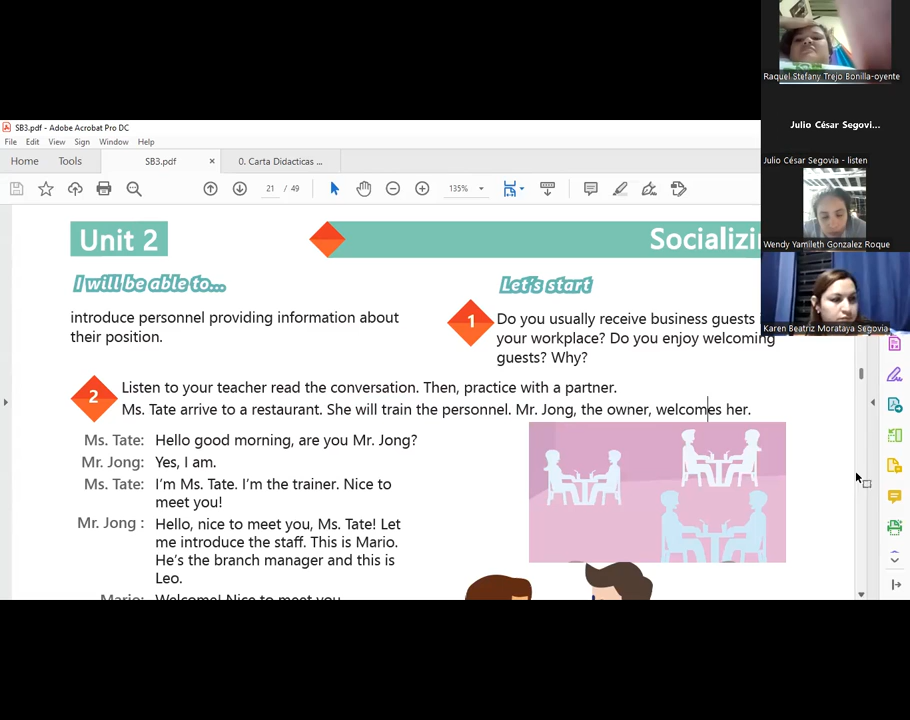 Raquel Stefany Trejo Bonilla-oyente
Julio César Segovi...
Julio César Segovia - listen
Wendy Yamileth Gonzalez Roque
Karen Beatriz Morataya Segovia
SB3.pdf - Adobe Acrobat Pro DC
File Edit View Sign Window Help
Home Tools SB3.pdf × 0. Carta Didacticas ...
21 / 49 135%
Unit 2
Socializi
I will be able to...
introduce personnel providing information about
their position.
Let's start
1 Do you usually receive business guests
your workplace? Do you enjoy welcoming
guests? Why?
2 Listen to your teacher read the conversation. Then, practice with a partner.
Ms. Tate arrive to a restaurant. She will train the personnel. Mr. Jong, the owner, welcomes her.
Ms. Tate: Hello good morning, are you Mr. Jong?
Mr. Jong: Yes, I am.
Ms. Tate: I'm Ms. Tate. I'm the trainer. Nice to
meet you!
Mr. Jong : Hello, nice to meet you, Ms. Tate! Let
me introduce the staff. This is Mario.
He's the branch manager and this is
Leo.
Mario: Welcome! Nice to meet you